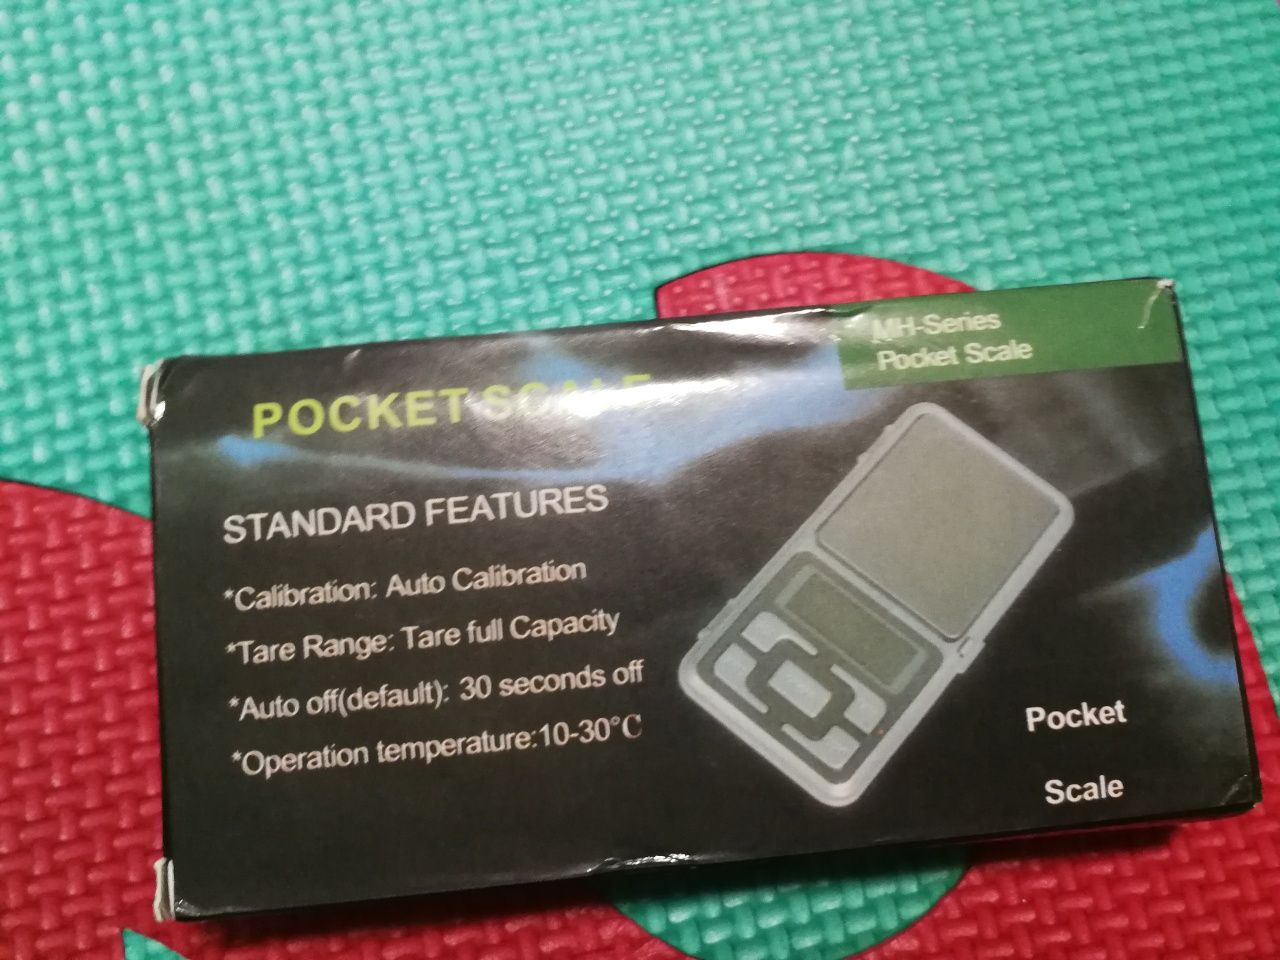 MH-Series
Pocket Scale
POCKET SCALE
STANDARD FEATURES
*Calibration: Auto Calibration
*Tare Range: Tare full Capacity
*Auto off(default): 30 seconds off
*Operation temperature:10-30°C
Pocket
Scale